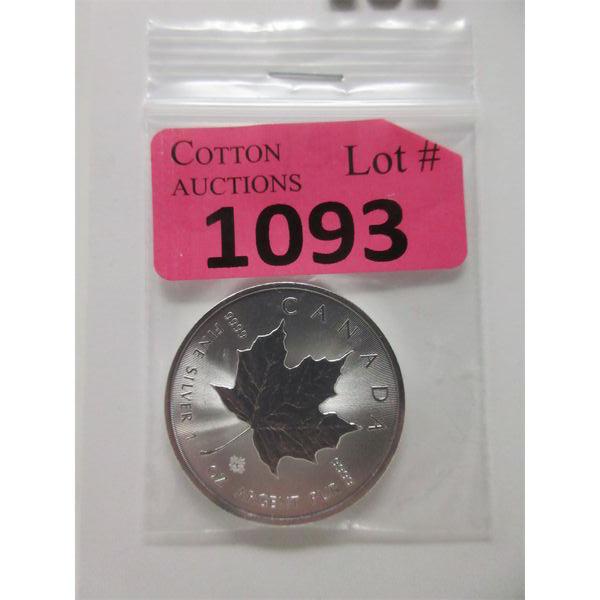 COTTON
AUCTIONS
Lot #
1093
CANADA
9999
FINE SILVER 1 OZ ARGENT PUR
9999